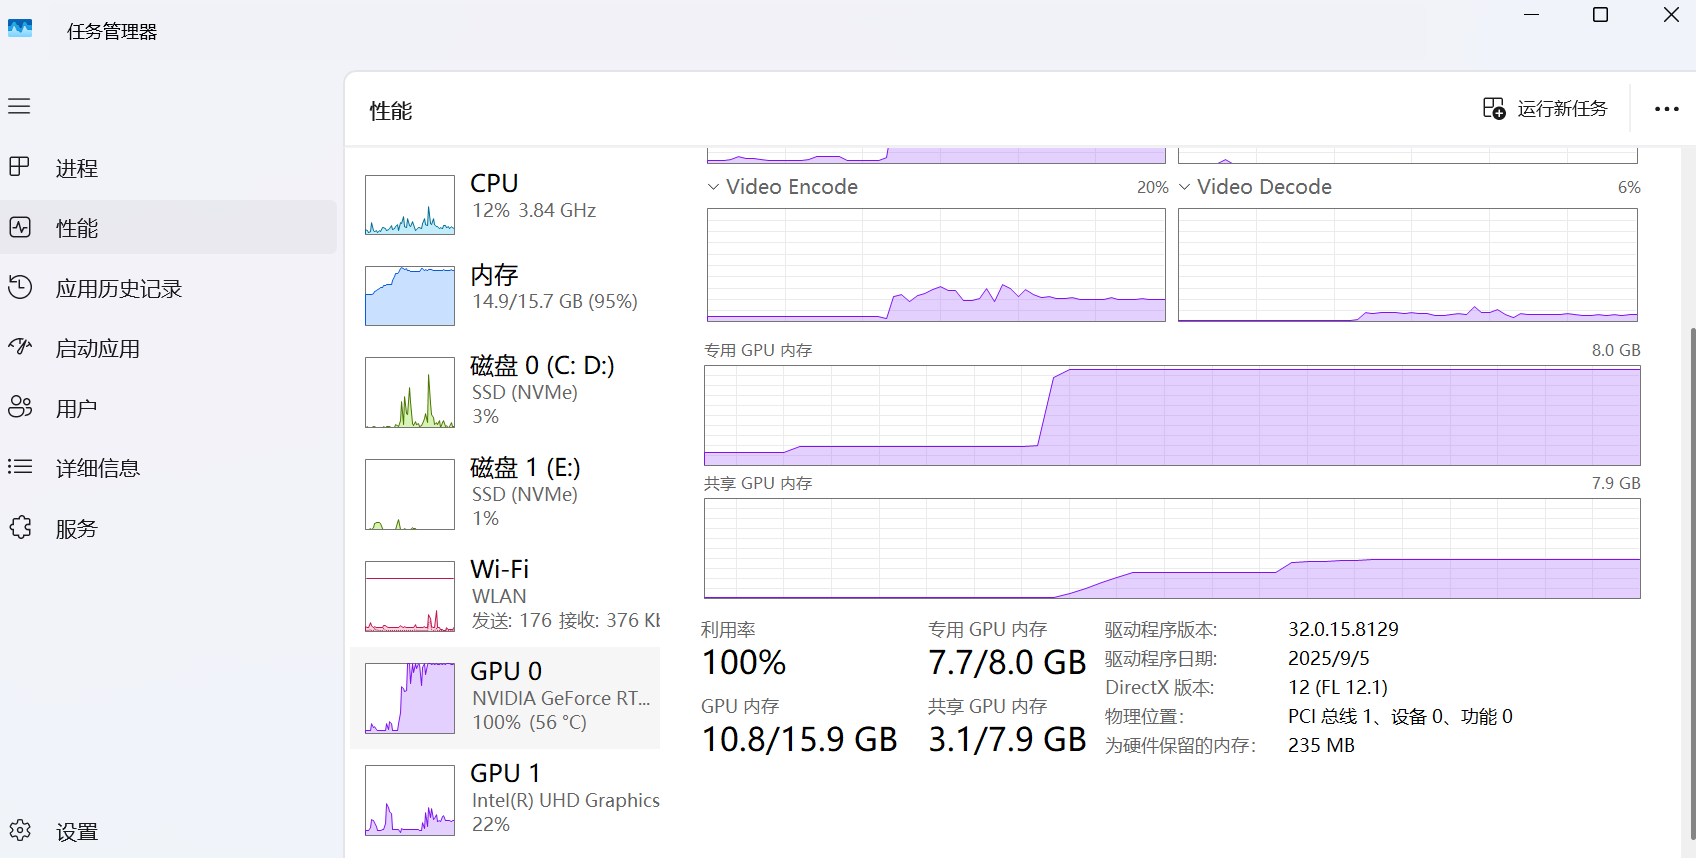 任务管理器
性能
运行新任务
进程
性能
应用历史记录
启动应用
用户
详细信息
服务
设置
CPU
12% 3.84 GHz
内存
14.9/15.7 GB (95%)
磁盘 0 (C: D:)
SSD (NVMe)
3%
磁盘 1 (E:)
SSD (NVMe)
1%
Wi-Fi
WLAN
发送: 176 接收: 376 Kb
GPU 0
NVIDIA GeForce RT...
100% (56 °C)
GPU 1
Intel(R) UHD Graphics
22%
Video Encode 20%
Video Decode 6%
专用 GPU 内存 8.0 GB
共享 GPU 内存 7.9 GB
利用率
100%
专用 GPU 内存
7.7/8.0 GB
GPU 内存
10.8/15.9 GB
共享 GPU 内存
3.1/7.9 GB
驱动程序版本: 32.0.15.8129
驱动程序日期: 2025/9/5
DirectX 版本: 12 (FL 12.1)
物理位置: PCI 总线 1、设备 0、功能 0
为硬件保留的内存: 235 MB